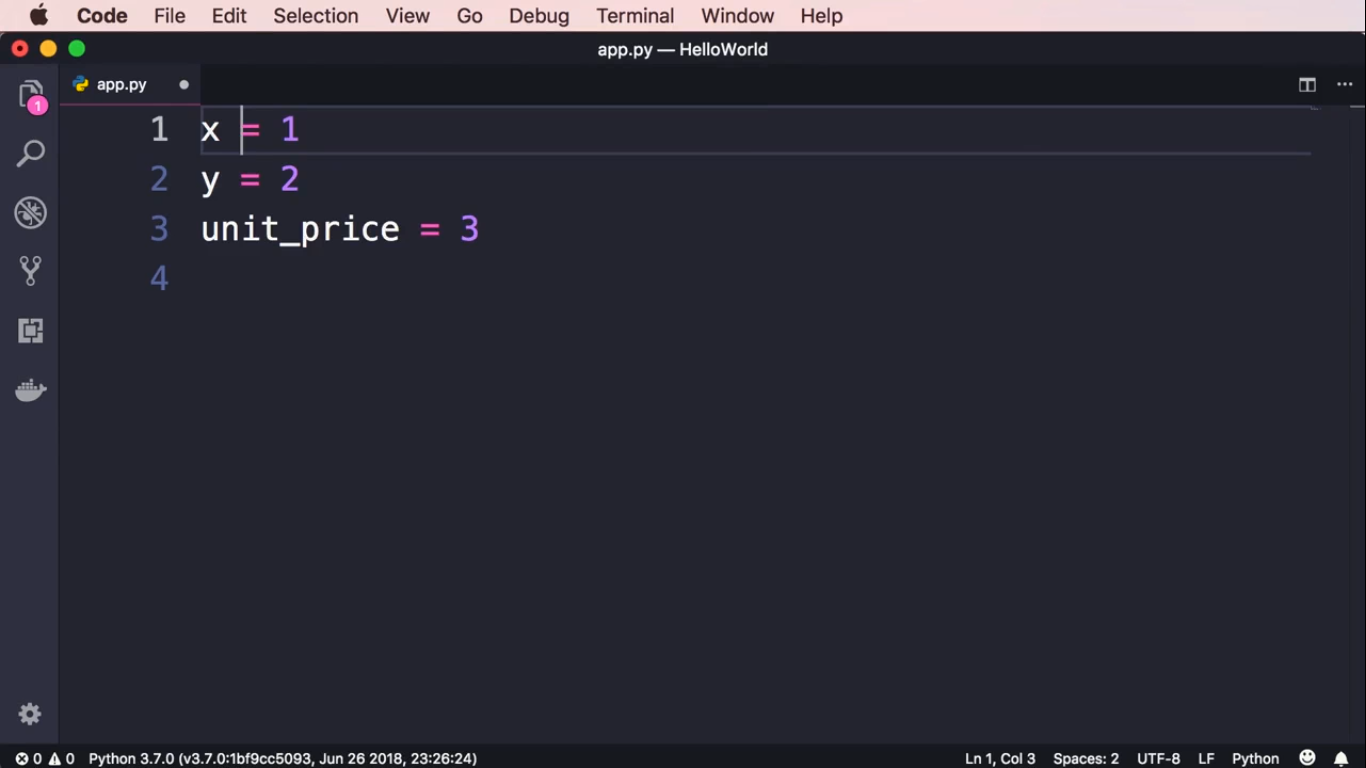 Code File Edit Selection View Go Debug Terminal Window Help
app.py — HelloWorld
app.py
1
1 x = 1
2 y = 2
3 unit_price = 3
4
0 0 Python 3.7.0 (v3.7.0:1bf9cc5093, Jun 26 2018, 23:26:24) Ln 1, Col 3 Spaces: 2 UTF-8 LF Python